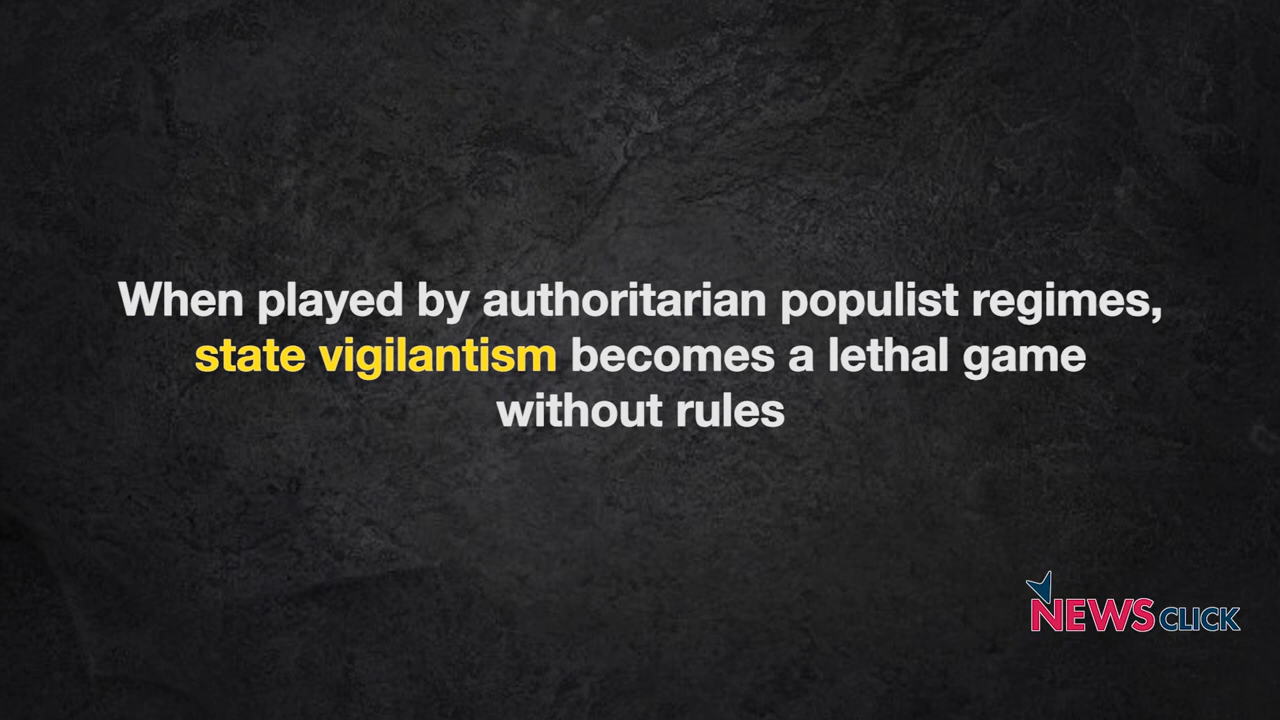 When played by authoritarian populist regimes,
state vigilantism becomes a lethal game
without rules
NEWSCLICK